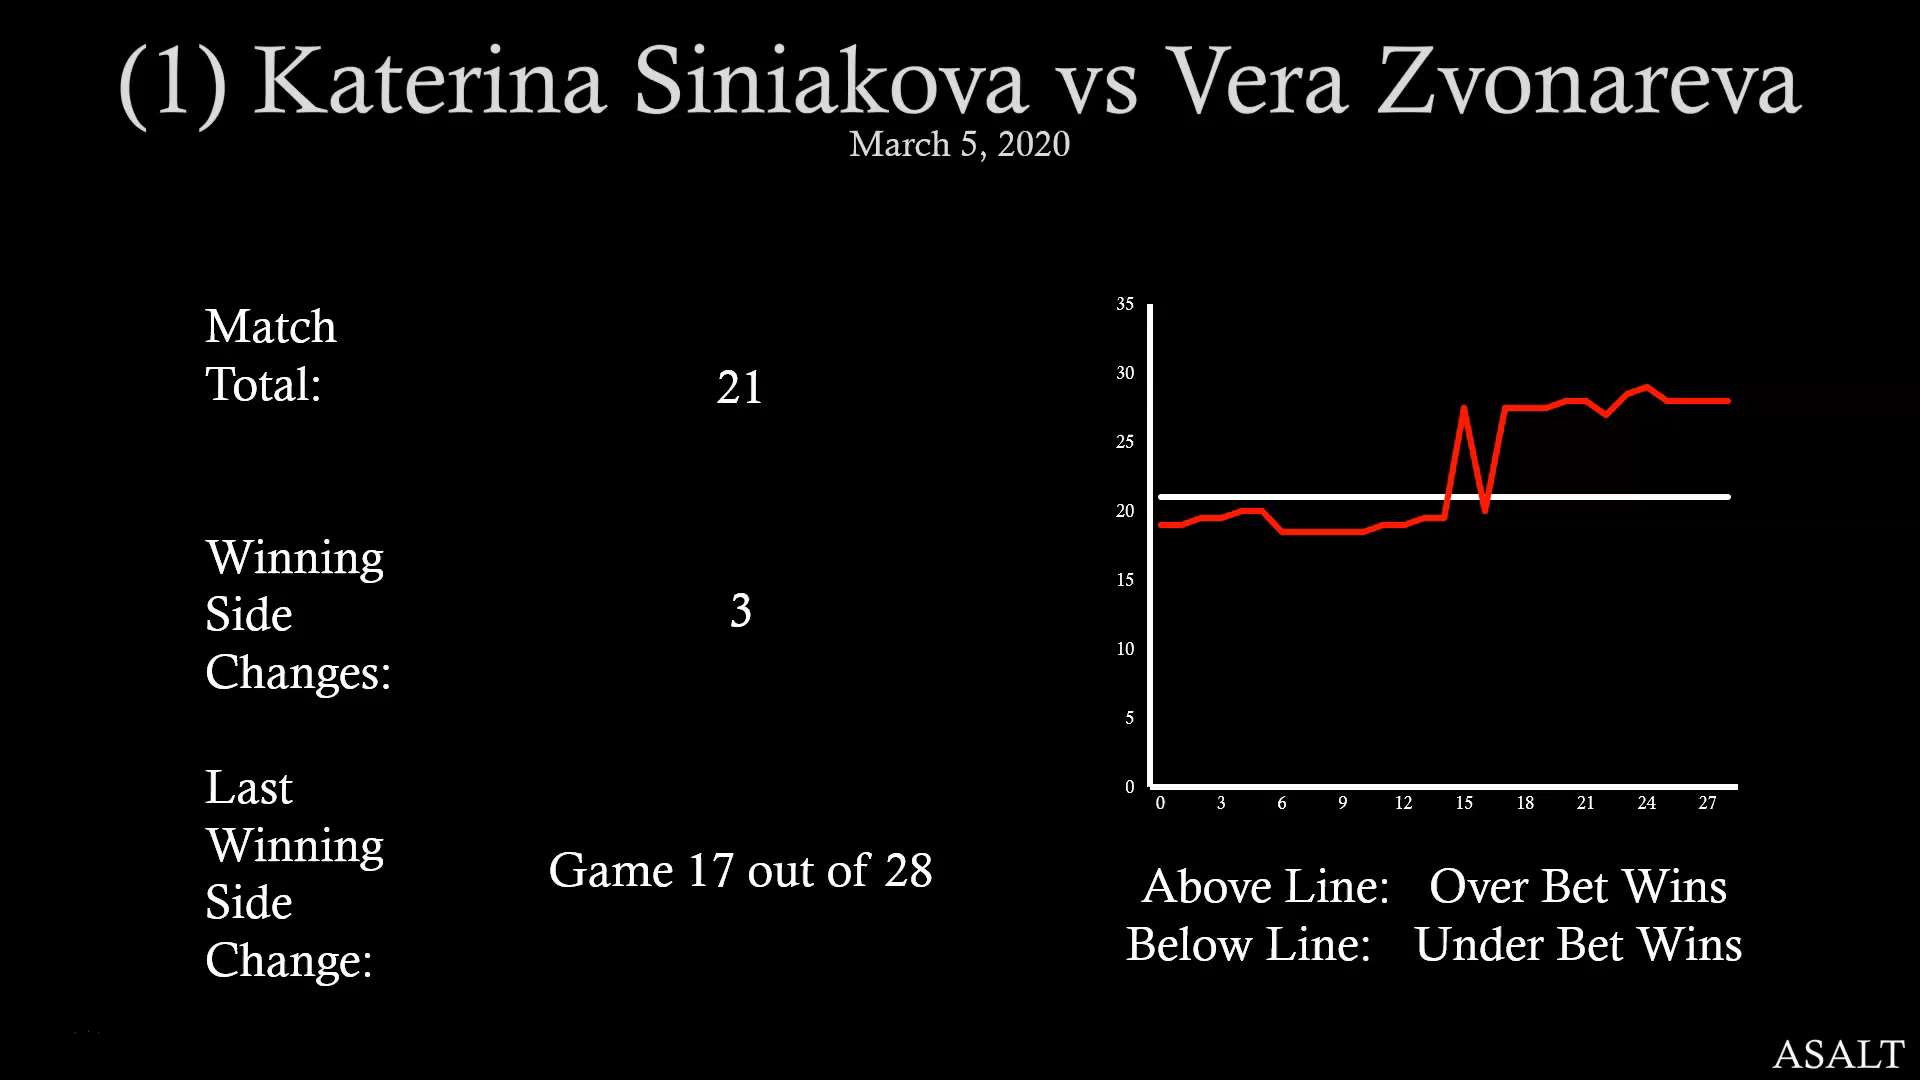 (1) Katerina Siniakova vs Vera Zvonareva
March 5, 2020
Match
Total:
21
Winning
Side
Changes:
3
Last
Winning
Side
Change:
Game 17 out of 28
35
30
25
20
15
10
5
0
0 3 6 9 12 15 18 21 24 27
Above Line: Over Bet Wins
Below Line: Under Bet Wins
ASALT